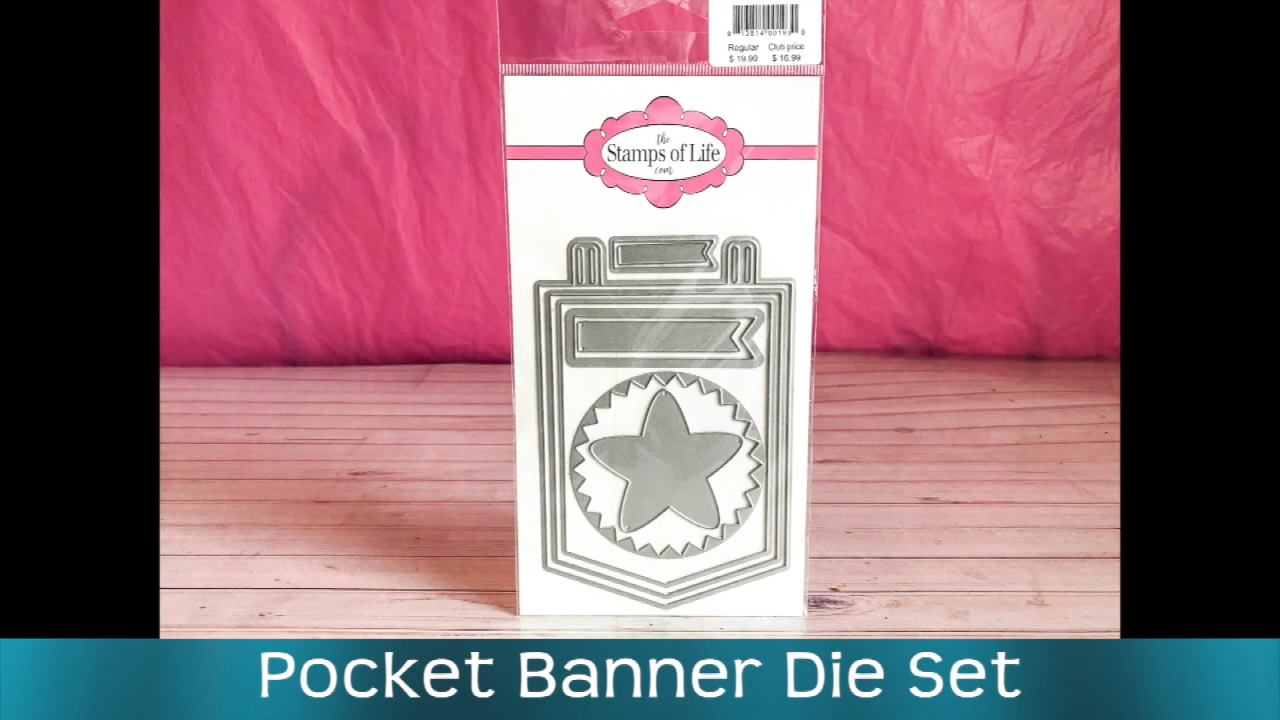 Regular Club price
$ 19.99 $ 16.99
the
Stamps of Life
.com
Pocket Banner Die Set